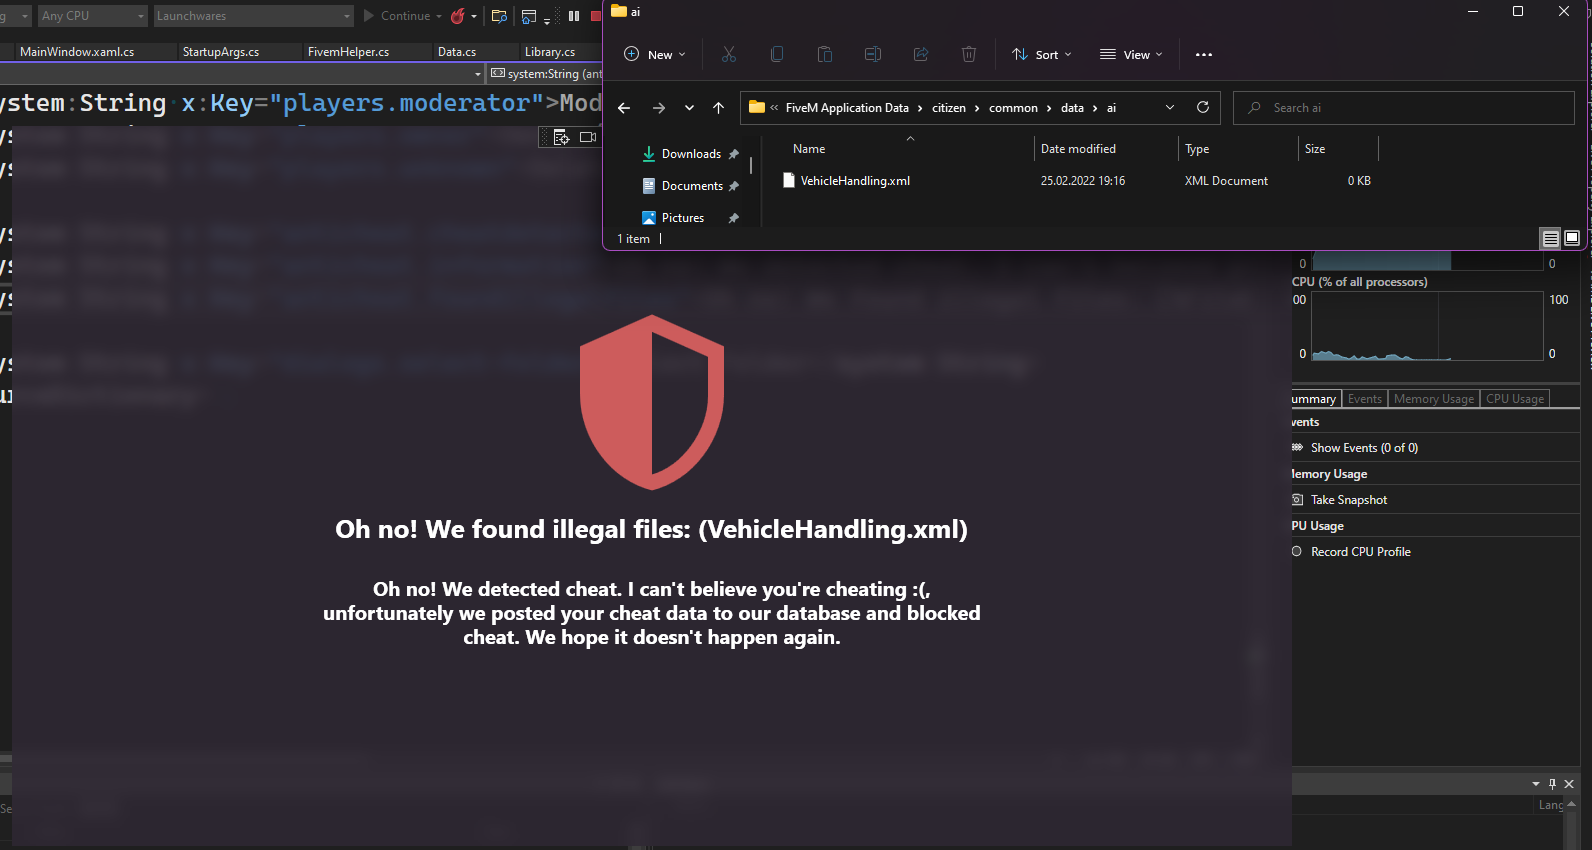 g
Any CPU
Launchwares
Continue
MainWindow.xaml.cs
StartupArgs.cs
FivemHelper.cs
Data.cs
Library.cs
system:String (ant
ystem:String x:Key="players.moderator">Mod
ai
New
Sort
View
FiveM Application Data
citizen
common
data
ai
Search ai
Downloads
Documents
Pictures
Name
Date modified
Type
Size
VehicleHandling.xml
25.02.2022 19:16
XML Document
0 KB
1 item
0
0
CPU (% of all processors)
00
100
0
0
ummary
Events
Memory Usage
CPU Usage
vents
Show Events (0 of 0)
Memory Usage
Take Snapshot
PU Usage
Record CPU Profile
Oh no! We found illegal files: (VehicleHandling.xml)
Oh no! We detected cheat. I can't believe you're cheating :(,
unfortunately we posted your cheat data to our database and blocked
cheat. We hope it doesn't happen again.
Se
Lang